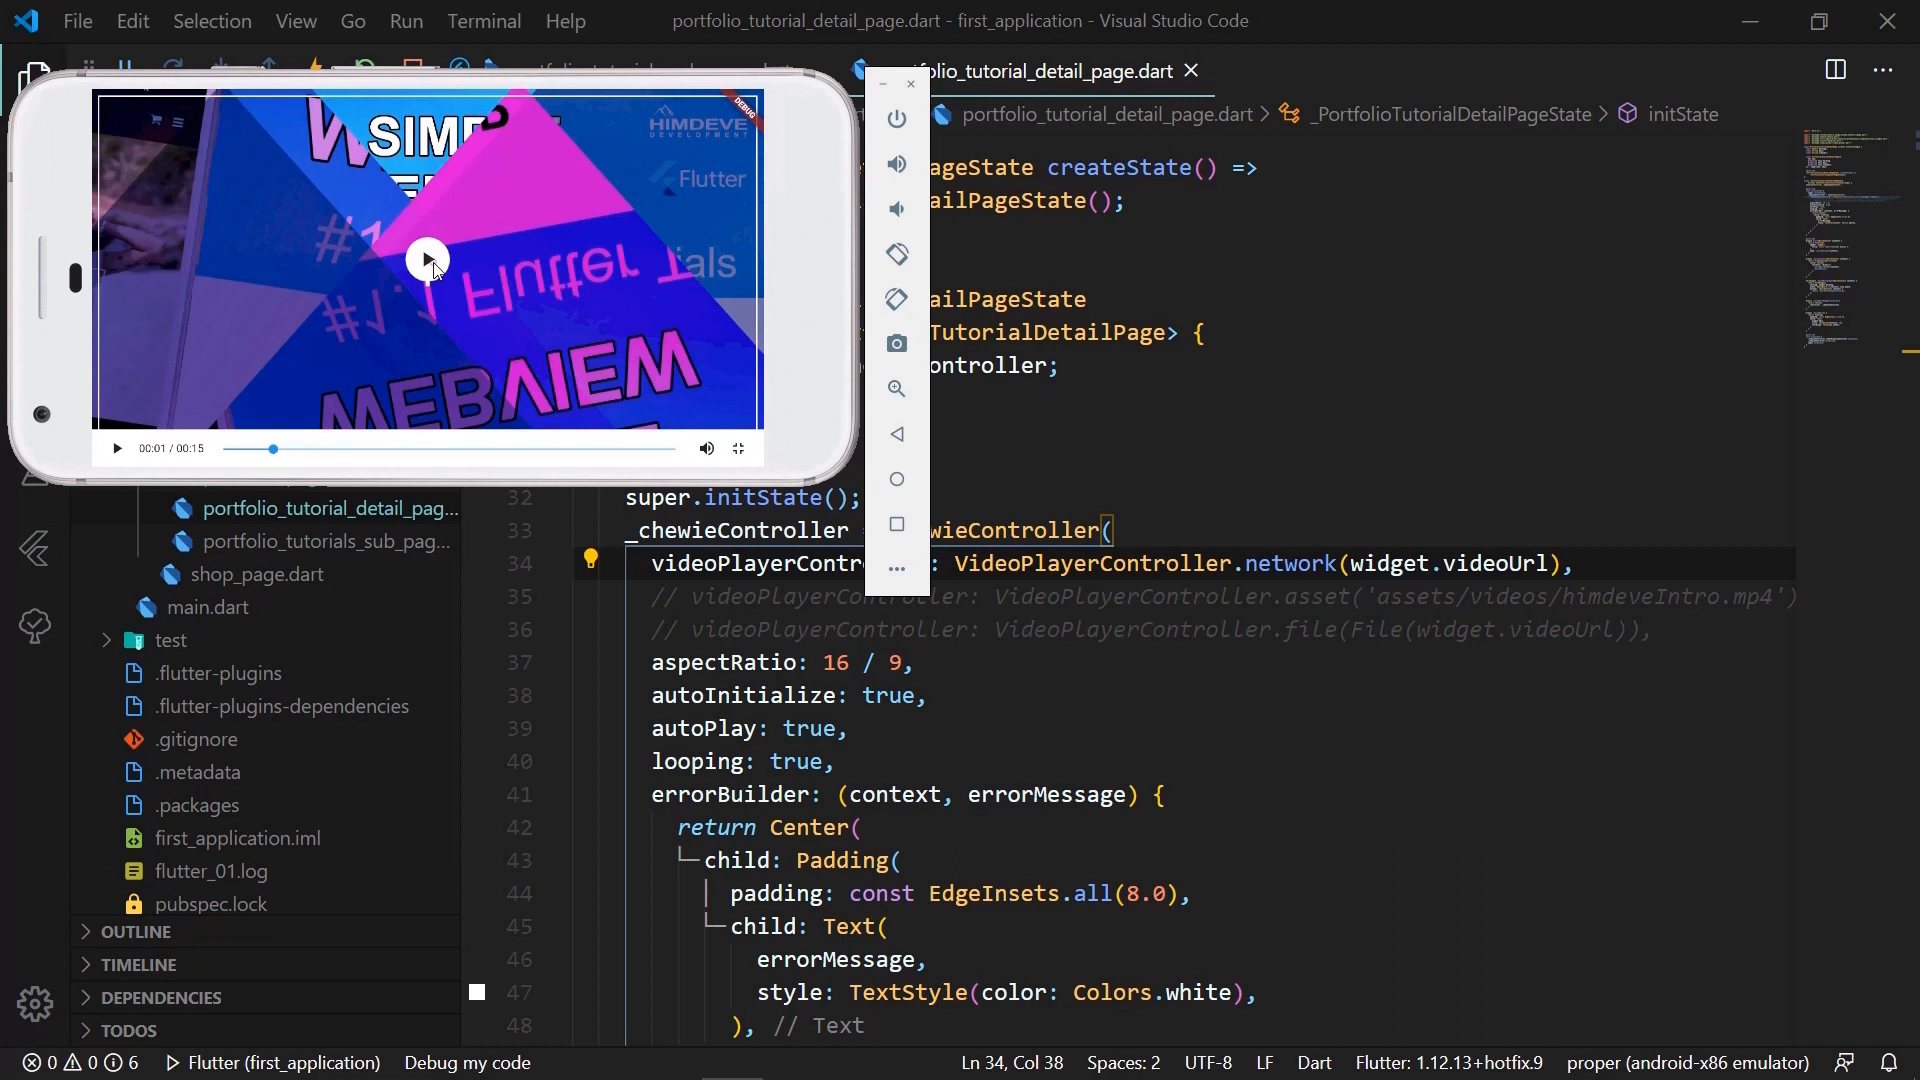 File Edit Selection View Go Run Terminal Help
portfolio_tutorial_detail_page.dart - first_application - Visual Studio Code
folio_tutorial_detail_page.dart
portfolio_tutorial_detail_page.dart > _PortfolioTutorialDetailPageState > initState
DEBUG
SIMP
HIMDEVE
DEVELOPMENT
Flutter
#1
ials
#1: Flutter T
00:01 / 00:15
ageState createState() =>
ailPageState();
ailPageState
TutorialDetailPage> {
ontroller;
portfolio_tutorial_detail_pag...
portfolio_tutorials_sub_pag...
shop_page.dart
main.dart
test
.flutter-plugins
.flutter-plugins-dependencies
.gitignore
.metadata
.packages
first_application.iml
flutter_01.log
pubspec.lock
OUTLINE
TIMELINE
DEPENDENCIES
TODOS
32 super.initState();
33 _chewieController wieController(
34 videoPlayerContr : VideoPlayerController.network(widget.videoUrl),
35 // videoPlayerController: VideoPlayerController.asset('assets/videos/himdeveIntro.mp4')
36 // videoPlayerController: VideoPlayerController.file(File(widget.videoUrl)),
37 aspectRatio: 16 / 9,
38 autoInitialize: true,
39 autoPlay: true,
40 looping: true,
41 errorBuilder: (context, errorMessage) {
42 return Center(
43 child: Padding(
44 padding: const EdgeInsets.all(8.0),
45 child: Text(
46 errorMessage,
47 style: TextStyle(color: Colors.white),
48 ), // Text
0 0 6 Flutter (first_application) Debug my code Ln 34, Col 38 Spaces: 2 UTF-8 LF Dart Flutter: 1.12.13+hotfix.9 proper (android-x86 emulator)